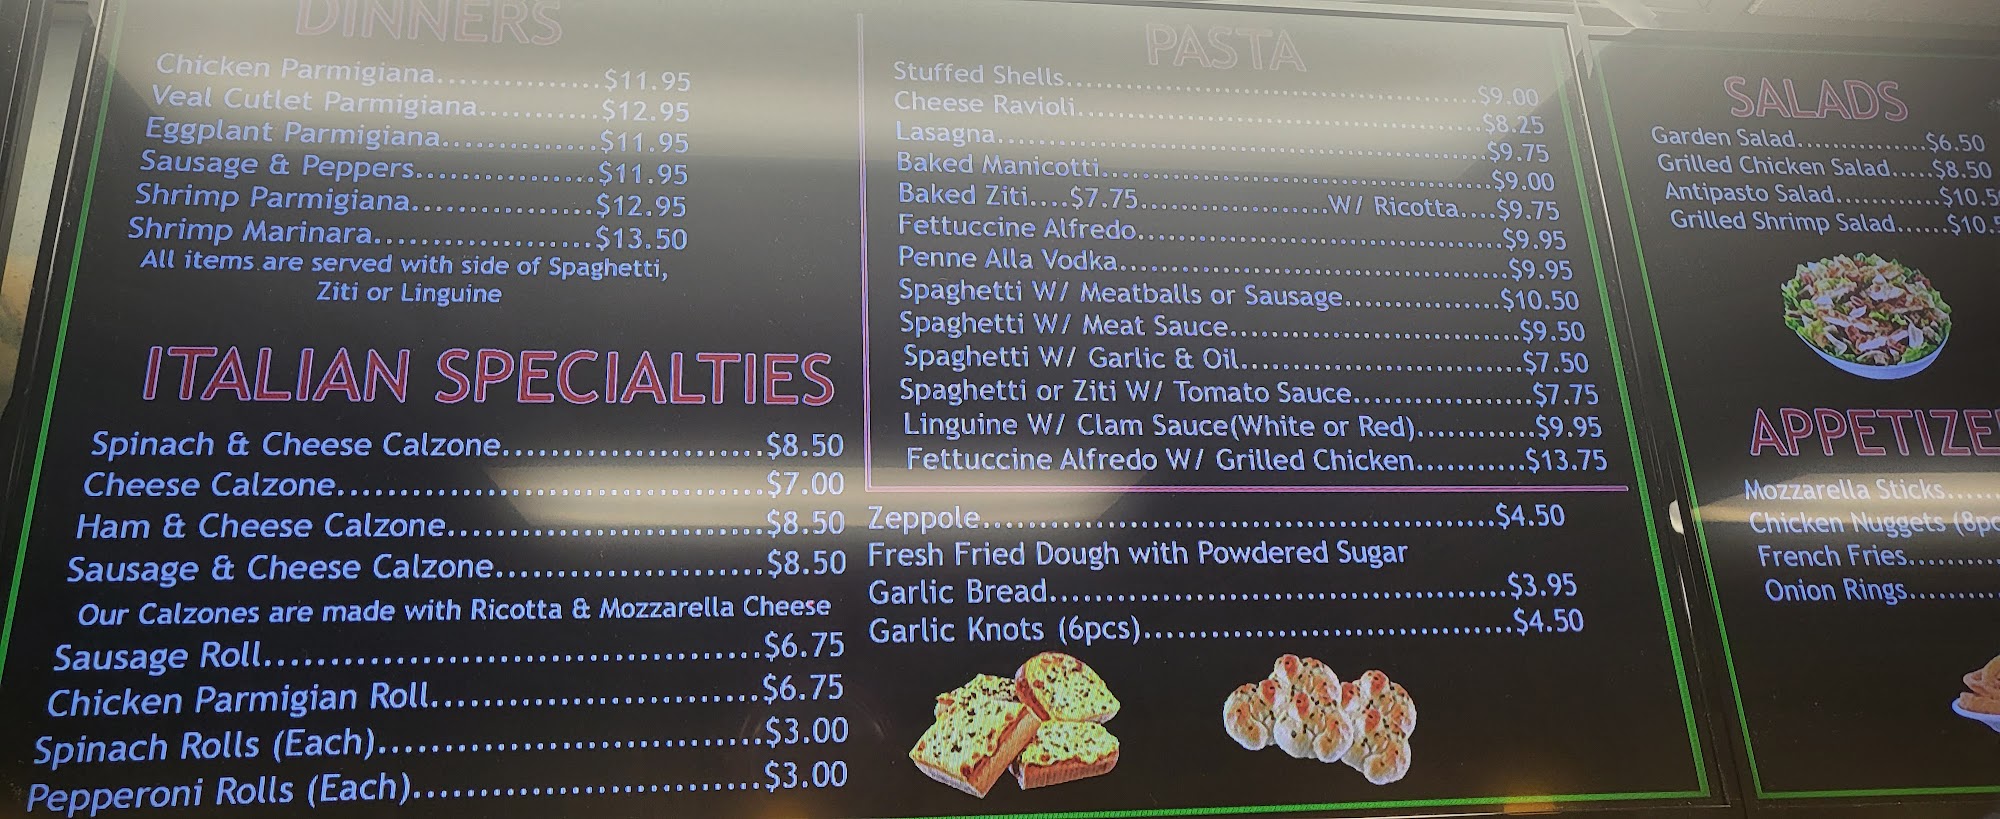 DINNERS
Chicken Parmigiana..................$11.95
Veal Cutlet Parmigiana............$12.95
Eggplant Parmigiana................$11.95
Sausage & Peppers..................$11.95
Shrimp Parmigiana..................$12.95
Shrimp Marinara......................$13.50
All items are served with side of Spaghetti,
Ziti or Linguine
ITALIAN SPECIALTIES
Spinach & Cheese Calzone........................$8.50
Cheese Calzone.......................................$7.00
Ham & Cheese Calzone.............................$8.50
Sausage & Cheese Calzone........................$8.50
Our Calzones are made with Ricotta & Mozzarella Cheese
Sausage Roll.............................................$6.75
Chicken Parmigian Roll..............................$6.75
Spinach Rolls (Each)..................................$3.00
Pepperoni Rolls (Each)..............................$3.00
PASTA
Stuffed Shells...............................................$9.00
Cheese Ravioli..............................................$8.25
Lasagna.......................................................$9.75
Baked Manicotti............................................$9.00
Baked Ziti....$7.75....................W/ Ricotta....$9.75
Fettuccine Alfredo........................................$9.95
Penne Alla Vodka..........................................$9.95
Spaghetti W/ Meatballs or Sausage................$10.50
Spaghetti W/ Meat Sauce..............................$9.50
Spaghetti W/ Garlic & Oil..............................$7.50
Spaghetti or Ziti W/ Tomato Sauce..................$7.75
Linguine W/ Clam Sauce(White or Red)............$9.95
Fettuccine Alfredo W/ Grilled Chicken...........$13.75
Zeppole.......................................................$4.50
Fresh Fried Dough with Powdered Sugar
Garlic Bread.................................................$3.95
Garlic Knots (6pcs).......................................$4.50
SALADS
Garden Salad................$6.50
Grilled Chicken Salad.....$8.50
Antipasto Salad.............$10.5
Grilled Shrimp Salad......$10.5
APPETIZE
Mozzarella Sticks......
Chicken Nuggets (8pc
French Fries..........
Onion Rings..........